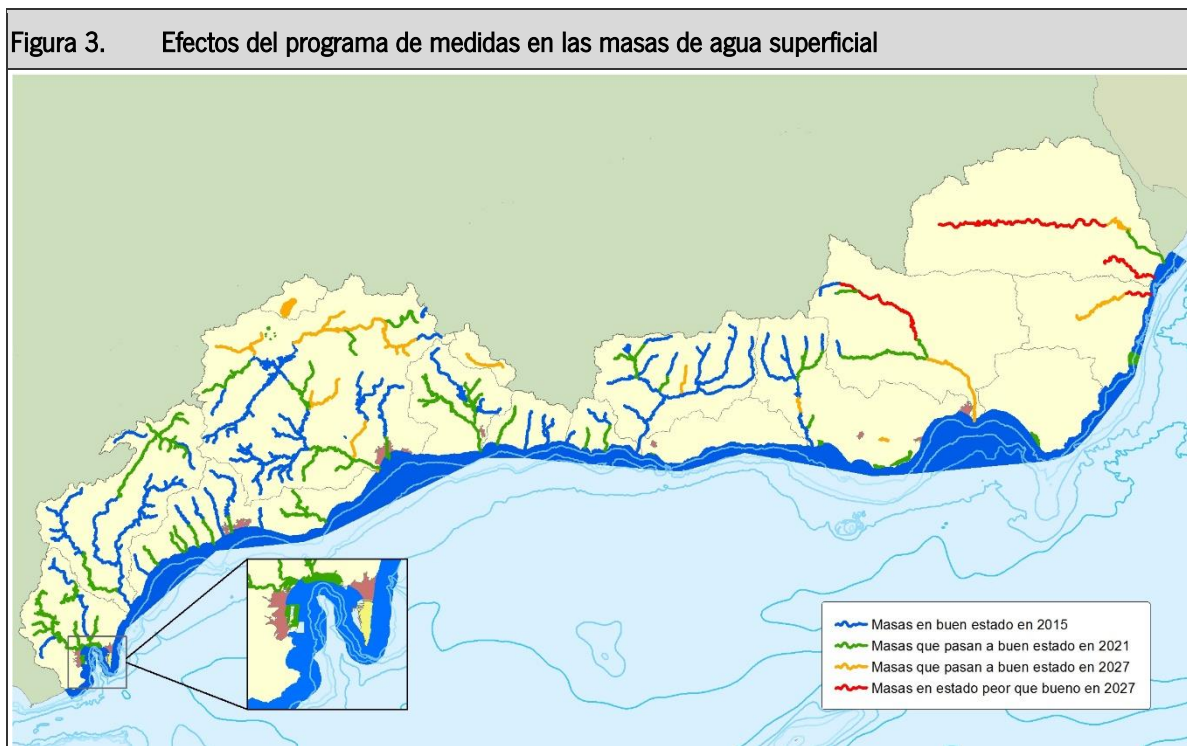 Figura 3. Efectos del programa de medidas en las masas de agua superficial
Masas en buen estado en 2015
Masas que pasan a buen estado en 2021
Masas que pasan a buen estado en 2027
Masas en estado peor que bueno en 2027